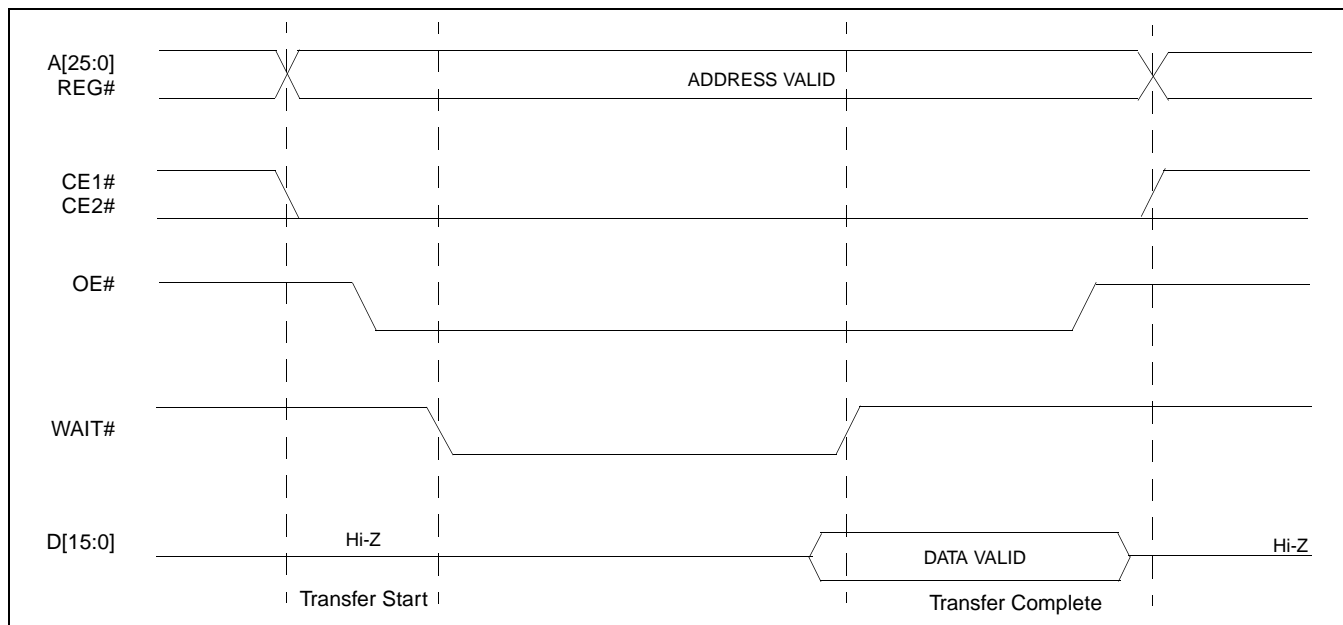 A[25:0]
REG#
ADDRESS VALID
CE1#
CE2#
OE#
WAIT#
D[15:0]
Hi-Z
DATA VALID
Hi-Z
Transfer Start
Transfer Complete